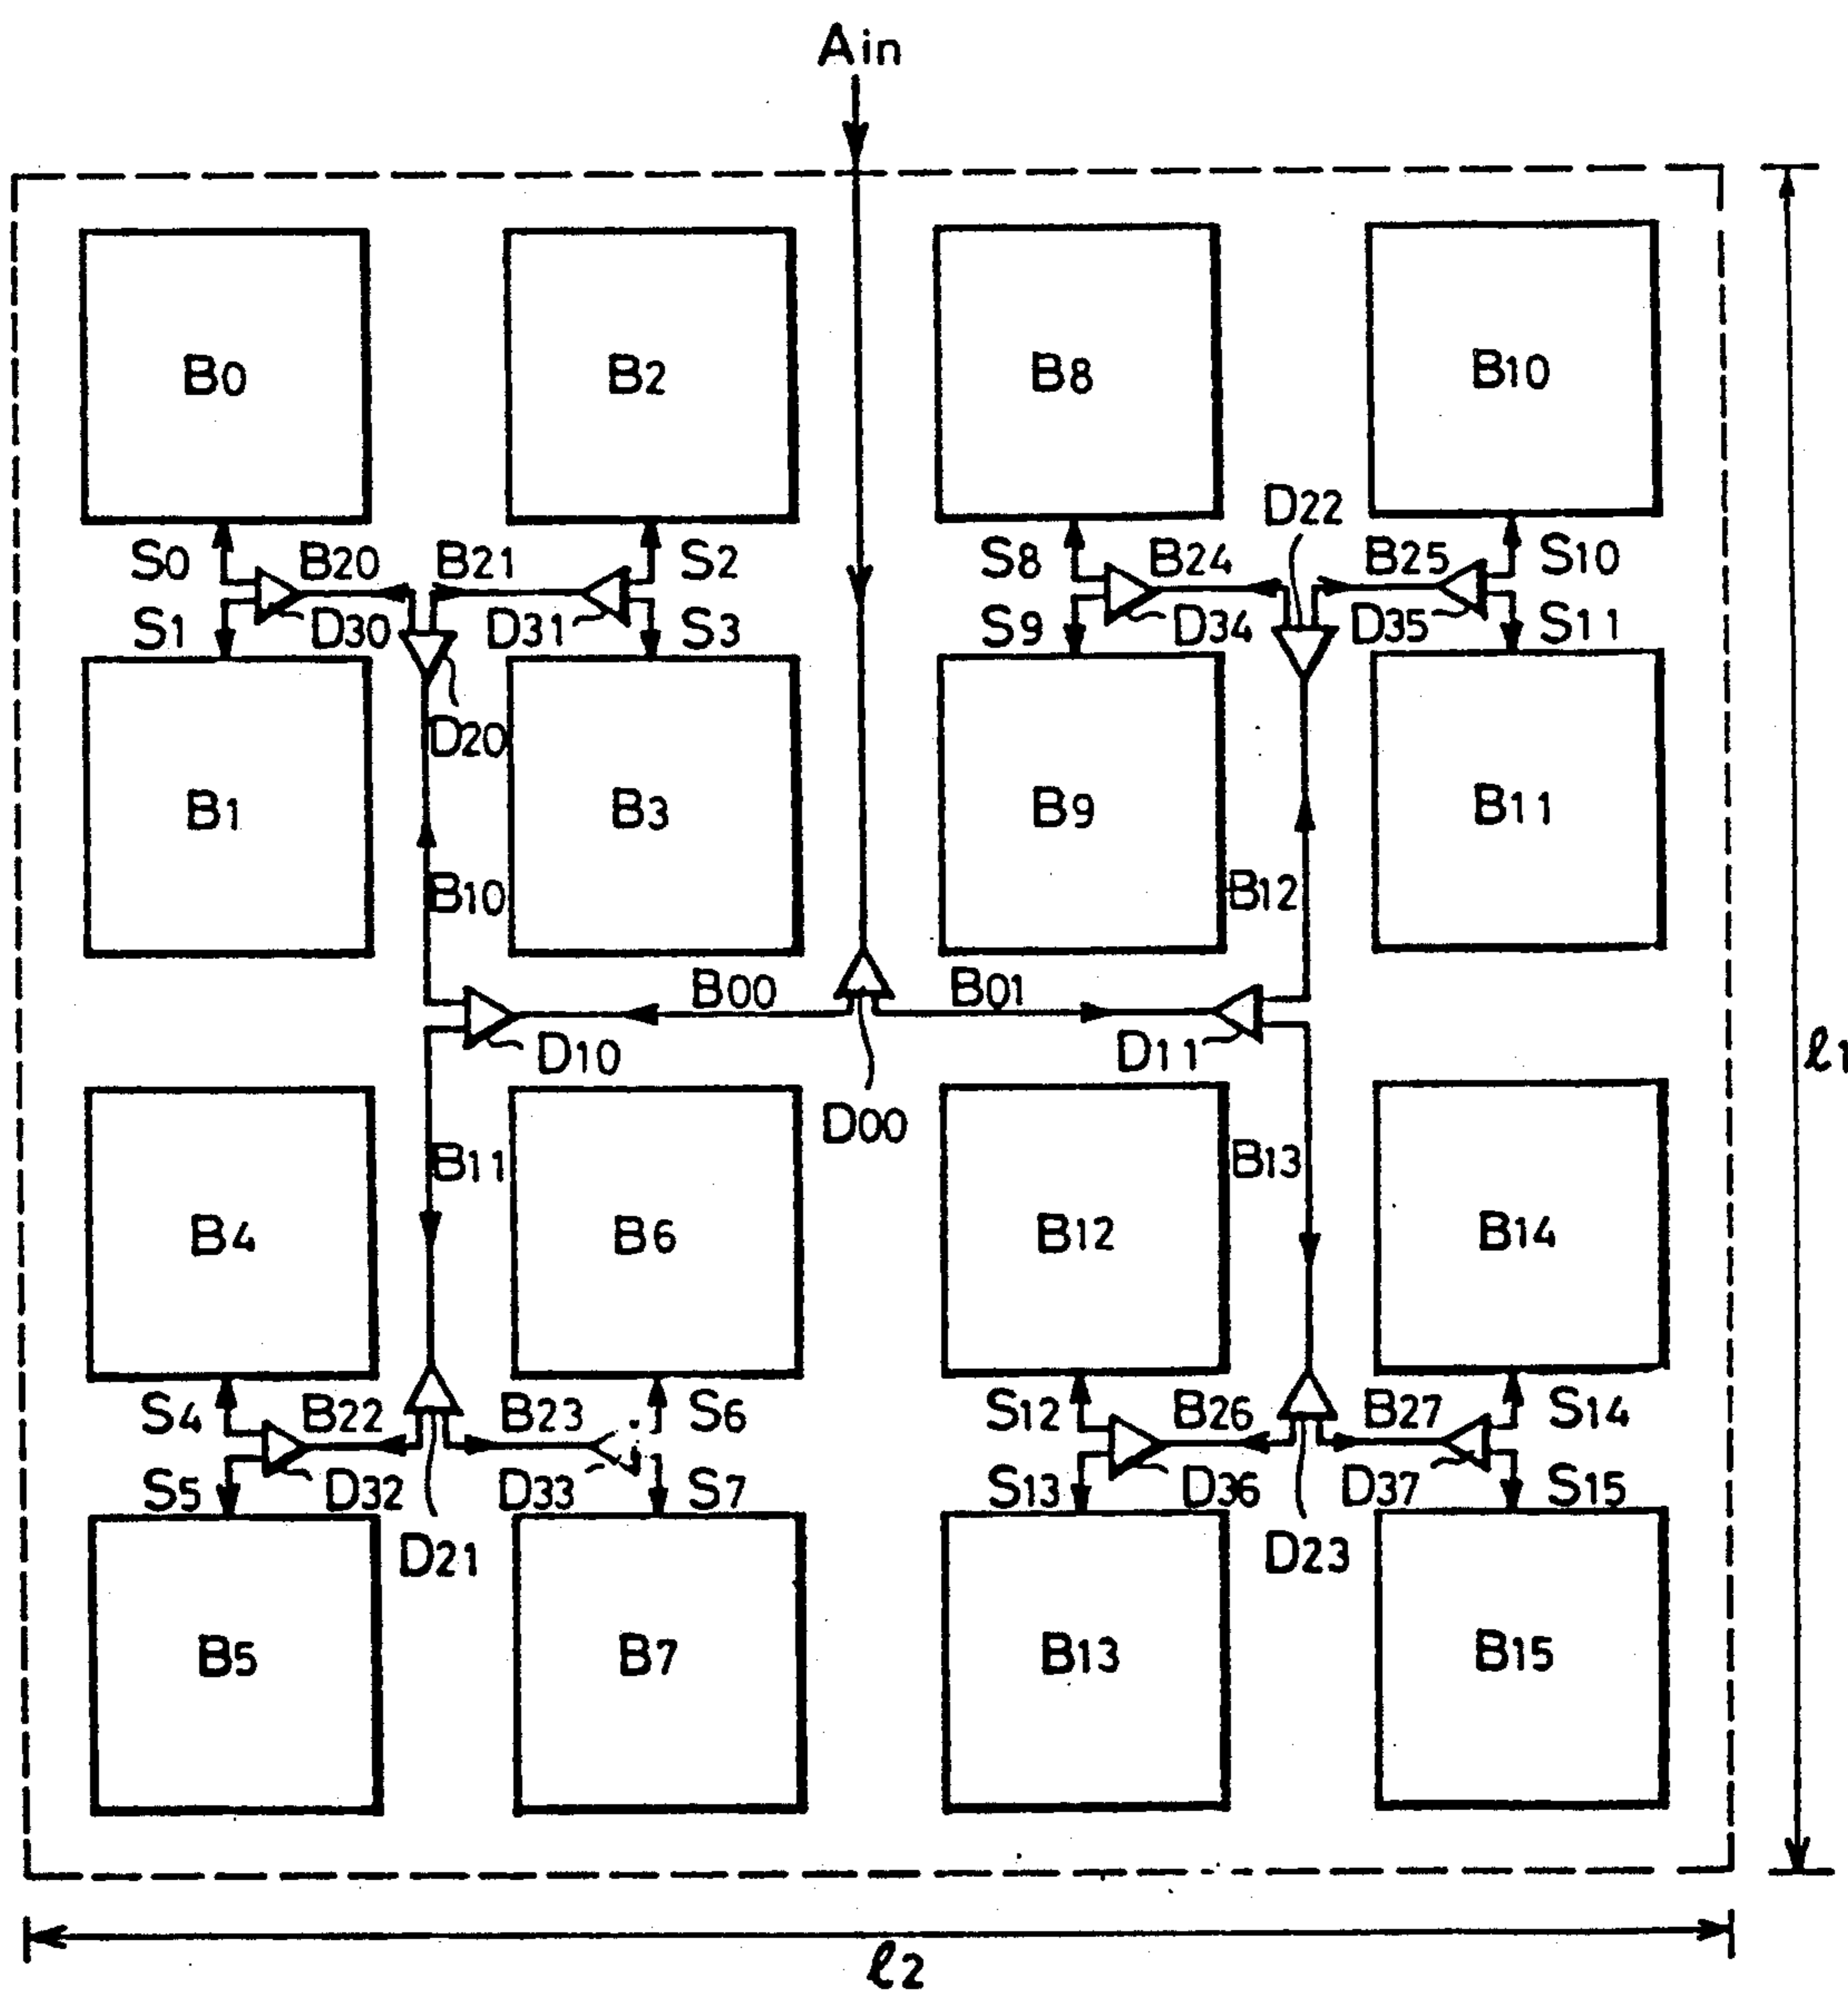 Ain
B0 B2 B8 B10
D22
S0 B20 B21 S2 S8 B24 B25 S10
S1 D30 D31 S3 S9 D34 D35 S11
D20
B1 B3 B9 B11
B10 B12
B00 B01
D10 D11
ℓ1
D00
B11 B13
B4 B6 B12 B14
S4 B22 B23 S6 S12 B26 B27 S14
S5 D32 D33 S7 S13 D36 D37 S15
D21 D23
B5 B7 B13 B15
ℓ2